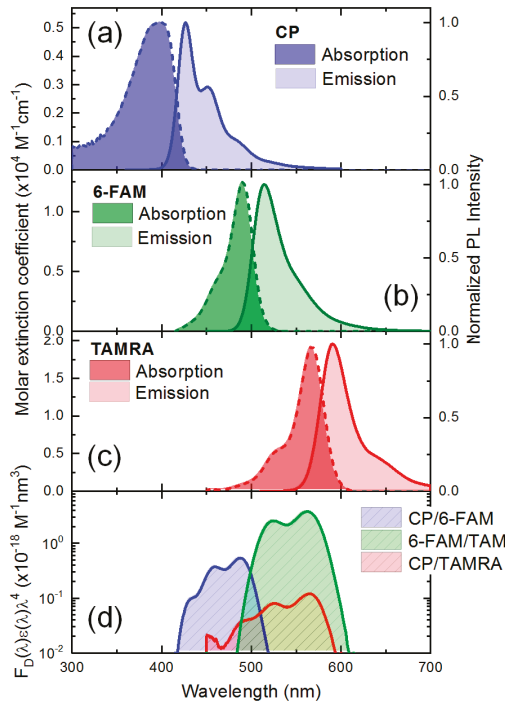 (a)
CP
Absorption
Emission
0.5
0.4
0.3
0.2
0.1
0.0
1.0
0.5
0.0
6-FAM
Absorption
Emission
(b)
1.0
0.5
0.0
1.0
0.5
0.0
TAMRA
Absorption
Emission
(c)
2.0
1.5
1.0
0.5
0.0
1.0
0.5
0.0
Molar extinction coefficient (x10⁴ M⁻¹cm⁻¹)
Normalized PL Intensity
CP/6-FAM
6-FAM/TAM
CP/TAMRA
(d)
10⁰
10⁻¹
10⁻²
F_D(λ)ε(λ)λ⁴ (x10⁻¹⁸ M⁻¹nm³)
300 400 500 600 700
Wavelength (nm)